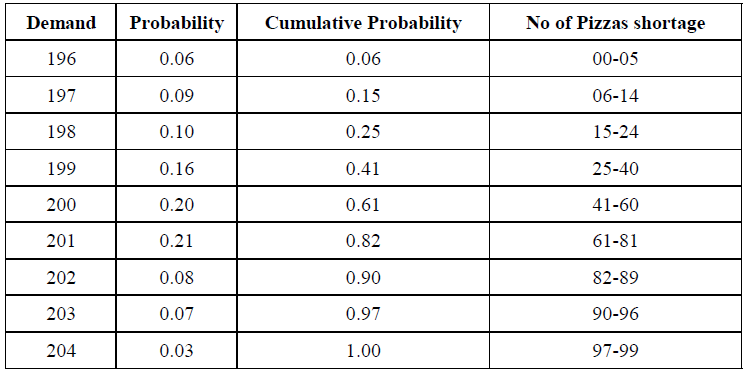 Demand Probability Cumulative Probability No of Pizzas shortage
196 0.06 0.06 00-05
197 0.09 0.15 06-14
198 0.10 0.25 15-24
199 0.16 0.41 25-40
200 0.20 0.61 41-60
201 0.21 0.82 61-81
202 0.08 0.90 82-89
203 0.07 0.97 90-96
204 0.03 1.00 97-99